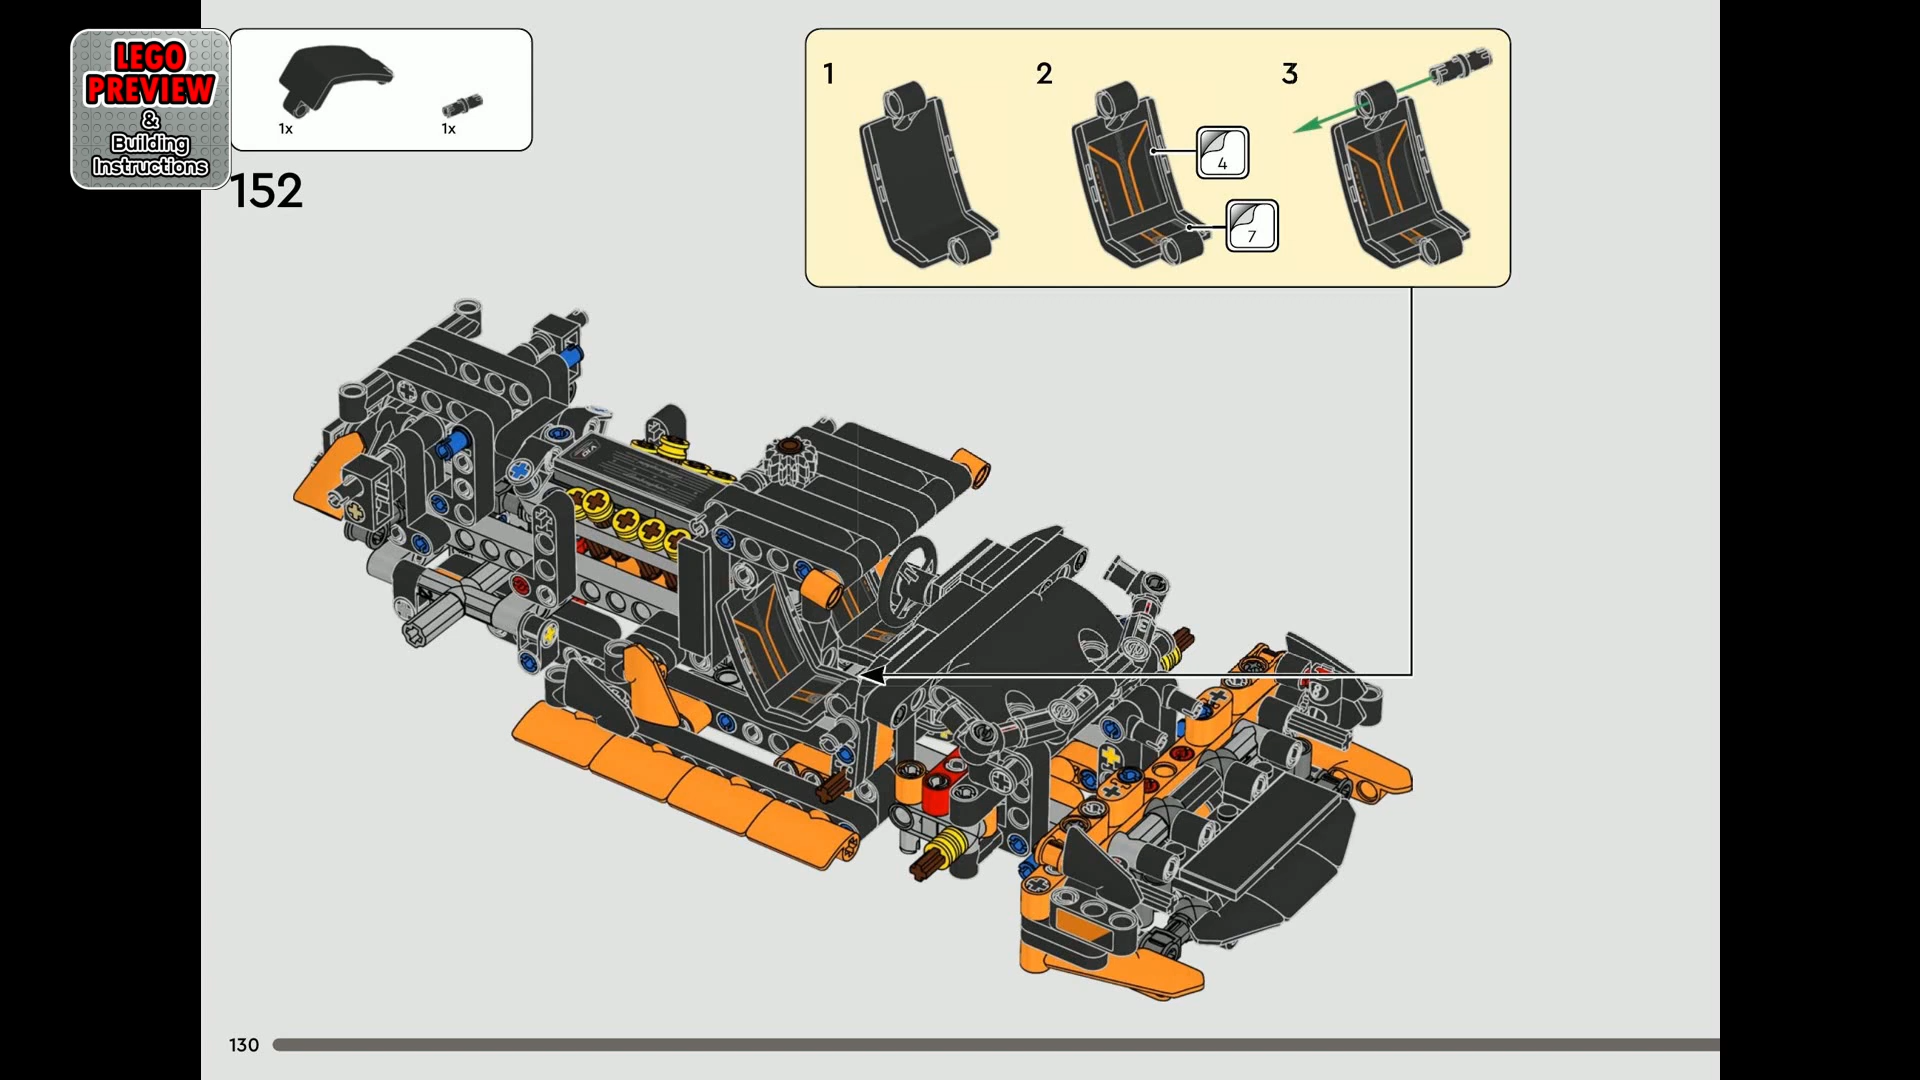 LEGO
PREVIEW
&
Building
Instructions
1x
1x
152
1
2
3
4
7
V10
130